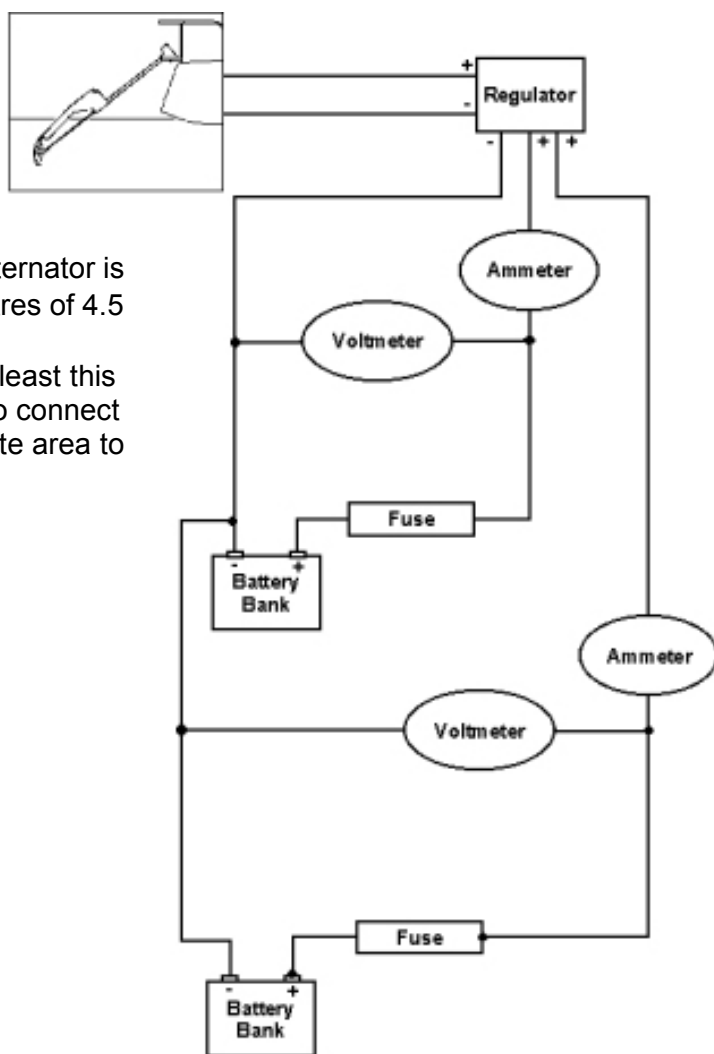 +
Regulator
-
- + +
ternator is
Ammeter
res of 4.5
Voltmeter
least this
o connect
te area to
Fuse
- +
Battery
Bank
Ammeter
Voltmeter
Fuse
- +
Battery
Bank